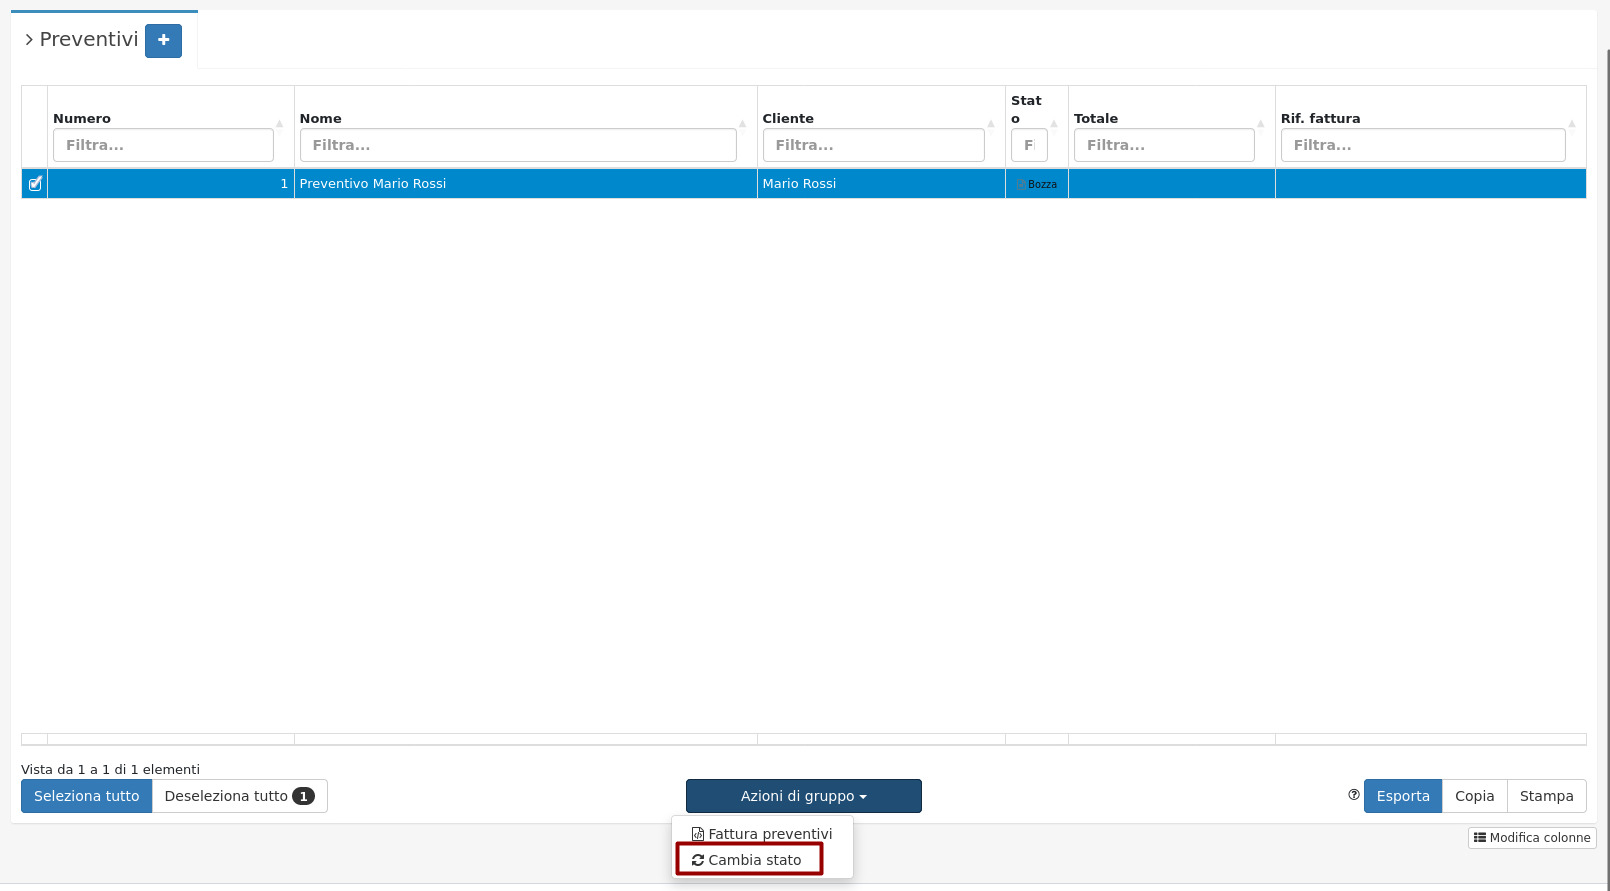 Preventivi
Numero Nome Cliente Stato Totale Rif. fattura
Filtra... Filtra... Filtra... F Filtra... Filtra...
1 Preventivo Mario Rossi Mario Rossi Bozza
Vista da 1 a 1 di 1 elementi
Seleziona tutto Deseleziona tutto 1 Azioni di gruppo Esporta Copia Stampa
Fattura preventivi
Modifica colonne
Cambia stato